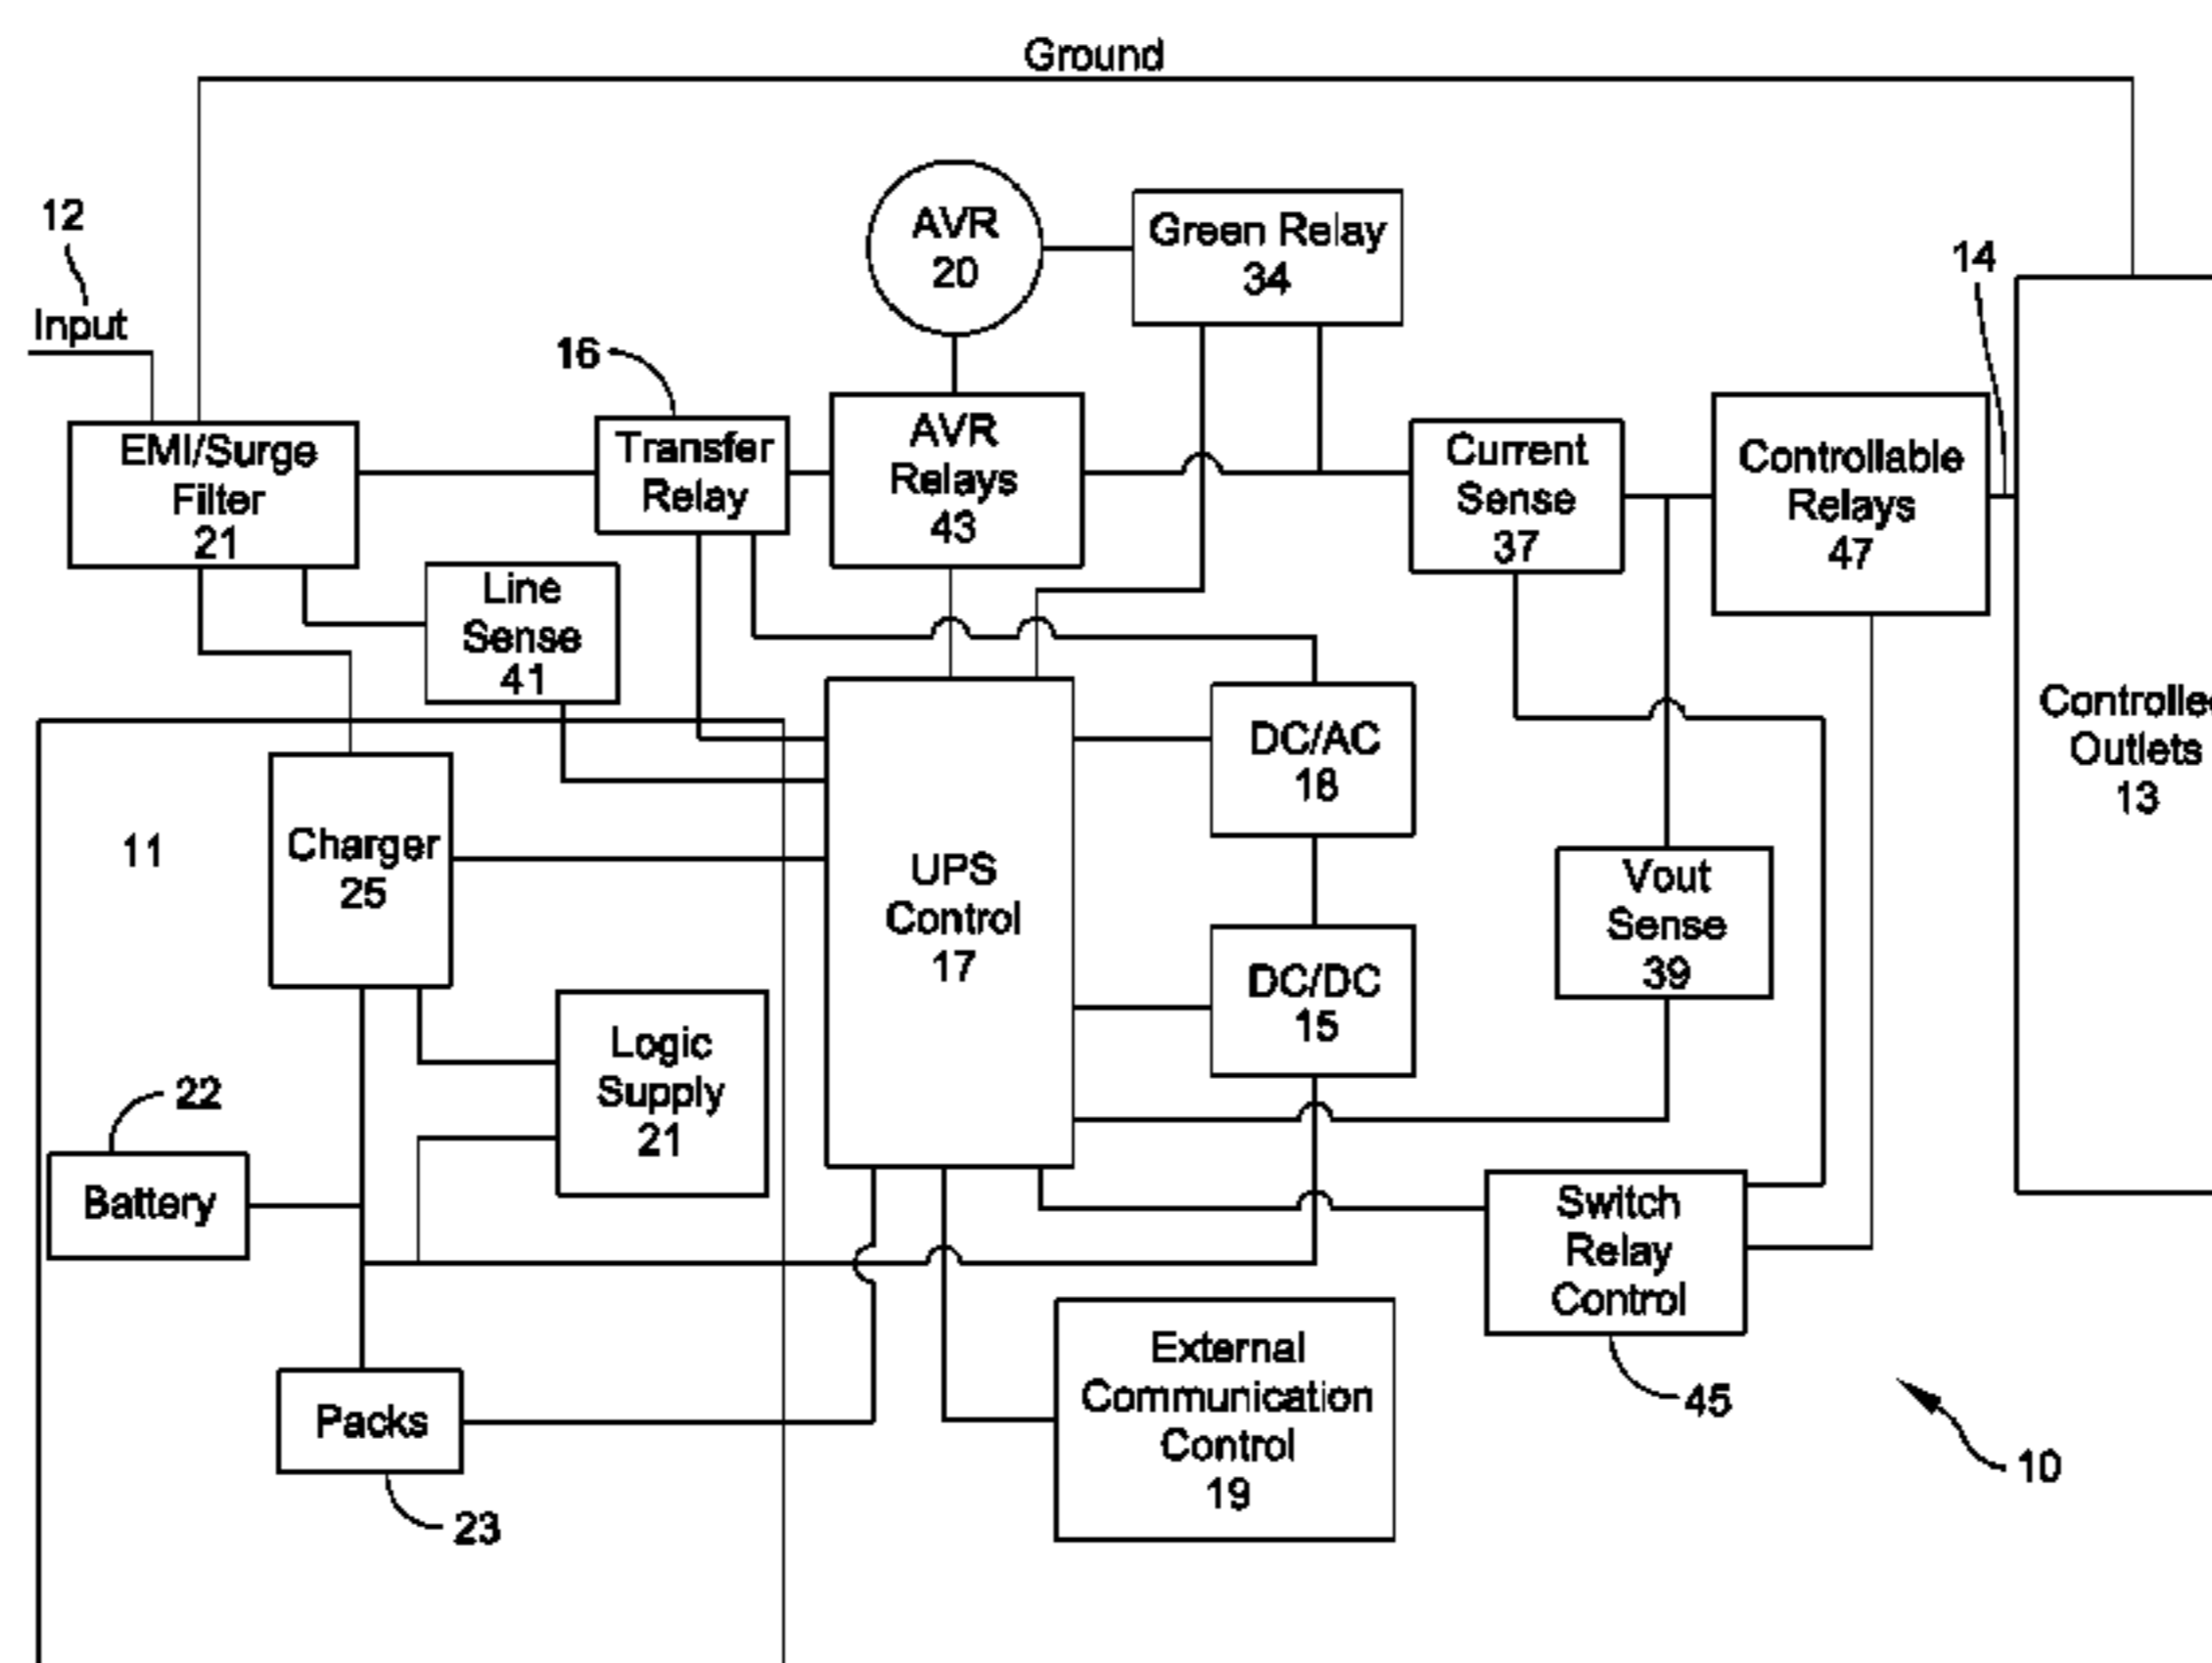 Ground
12
Input
AVR
20
Green Relay
34
14
16
EMI/Surge
Filter
21
Transfer
Relay
AVR
Relays
43
Current
Sense
37
Controllable
Relays
47
Line
Sense
41
Controlle
Outlets
13
11
Charger
25
UPS
Control
17
DC/AC
18
Vout
Sense
39
DC/DC
15
Logic
Supply
21
22
Battery
Switch
Relay
Control
45
External
Communication
Control
19
Packs
23
10